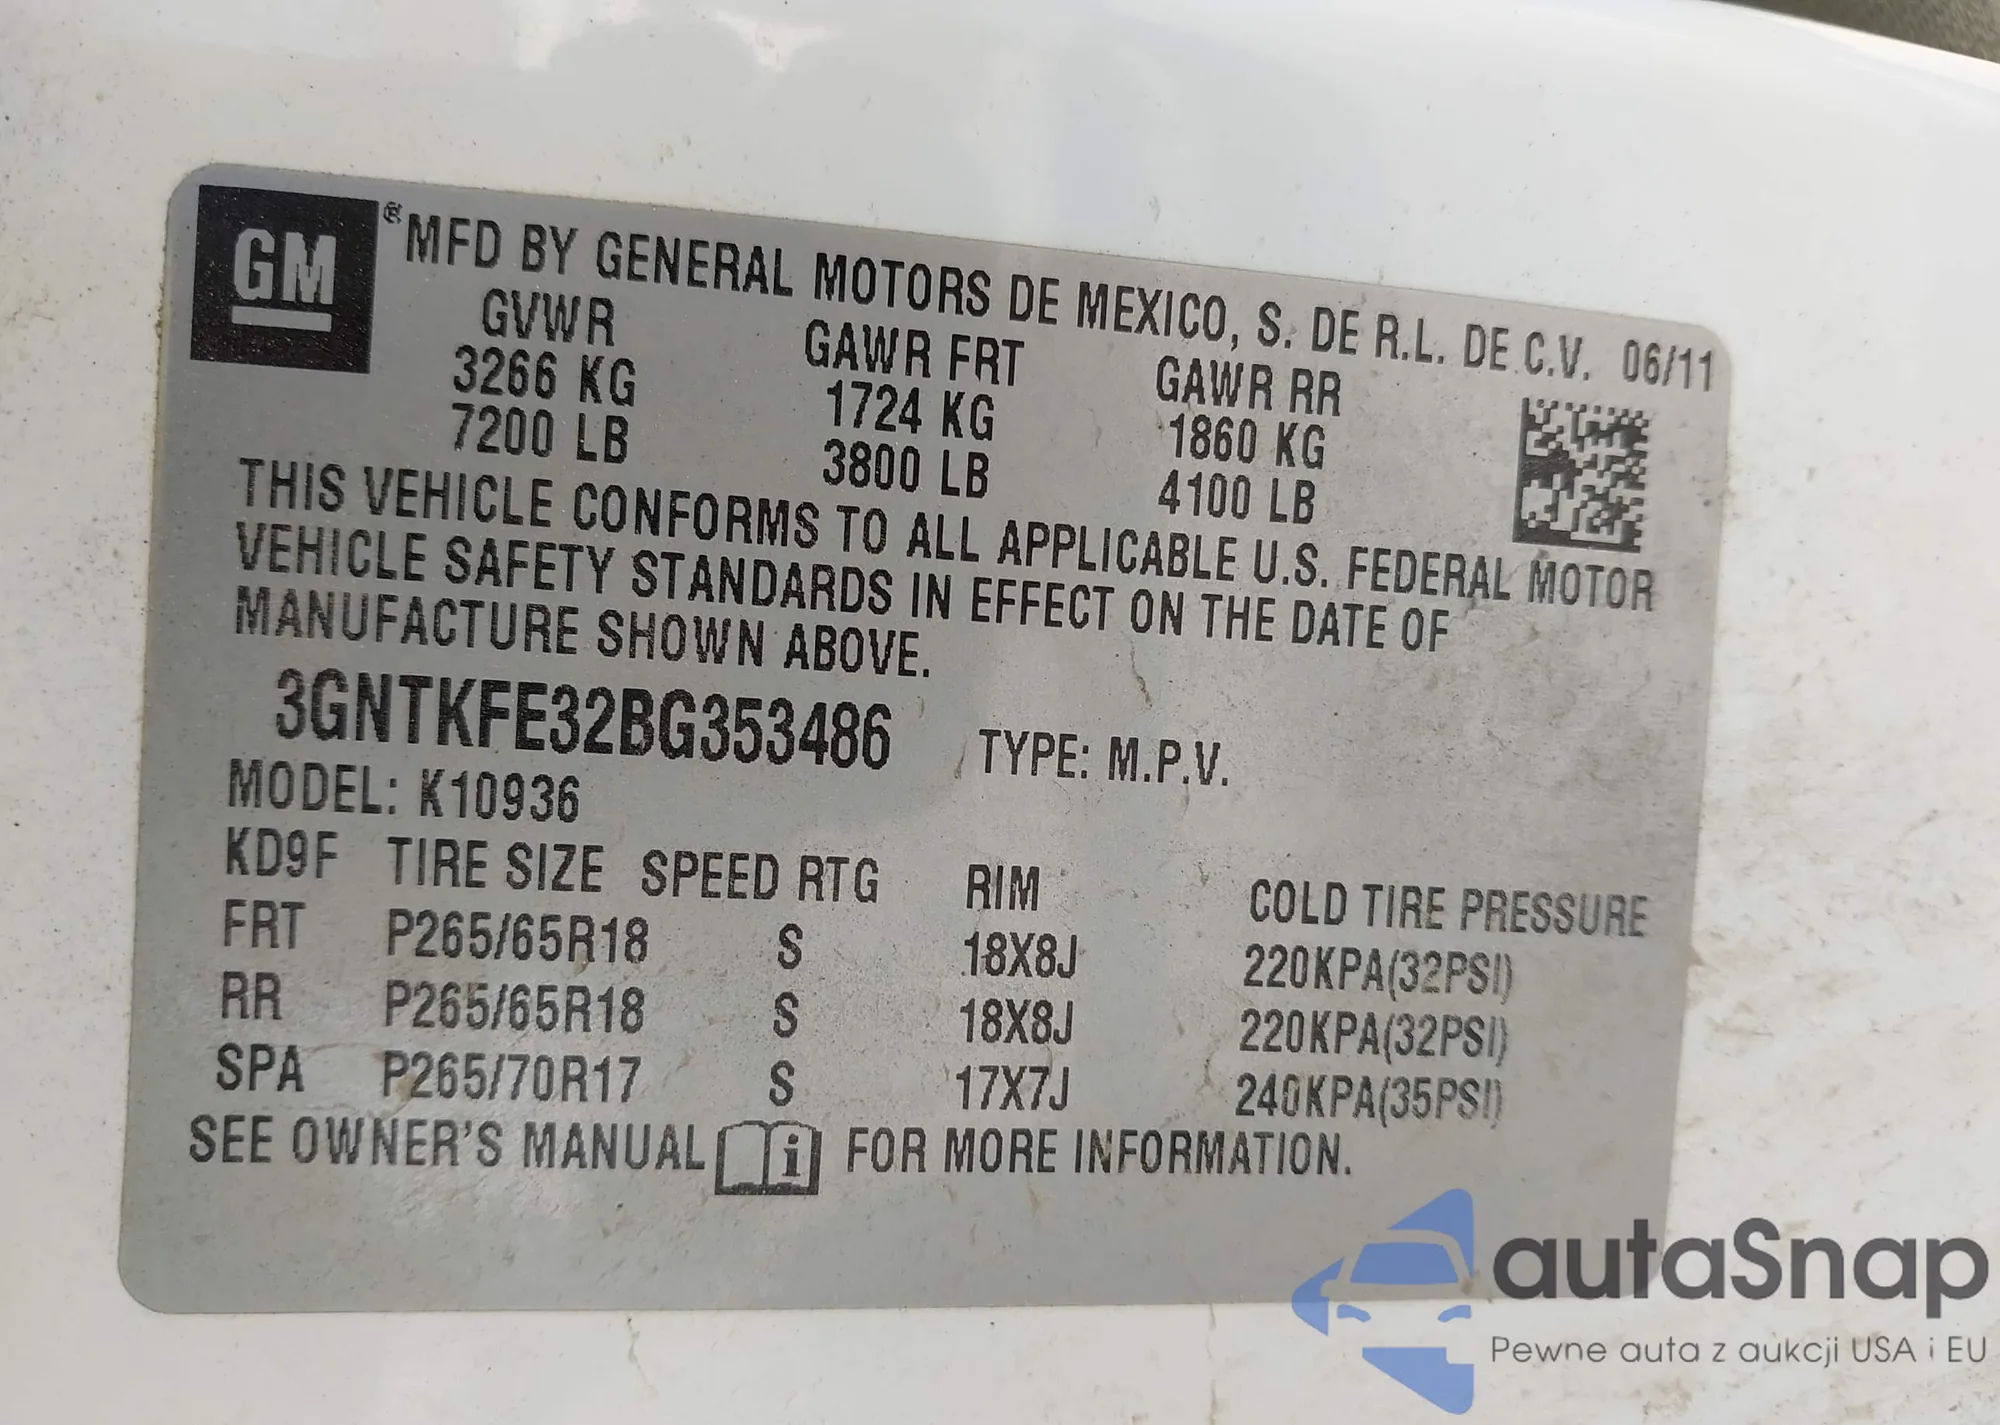 GM ® MFD BY GENERAL MOTORS DE MEXICO, S. DE R.L. DE C.V. 06/11
GVWR GAWR FRT GAWR RR
3266 KG 1724 KG 1860 KG
7200 LB 3800 LB 4100 LB
THIS VEHICLE CONFORMS TO ALL APPLICABLE U.S. FEDERAL MOTOR
VEHICLE SAFETY STANDARDS IN EFFECT ON THE DATE OF
MANUFACTURE SHOWN ABOVE.
3GNTKFE32BG353486 TYPE: M.P.V.
MODEL: K10936
KD9F TIRE SIZE SPEED RTG RIM COLD TIRE PRESSURE
FRT P265/65R18 S 18X8J 220KPA(32PSI)
RR P265/65R18 S 18X8J 220KPA(32PSI)
SPA P265/70R17 S 17X7J 240KPA(35PSI)
SEE OWNER'S MANUAL i FOR MORE INFORMATION.
autaSnap
Pewne auta z aukcji USA i EU